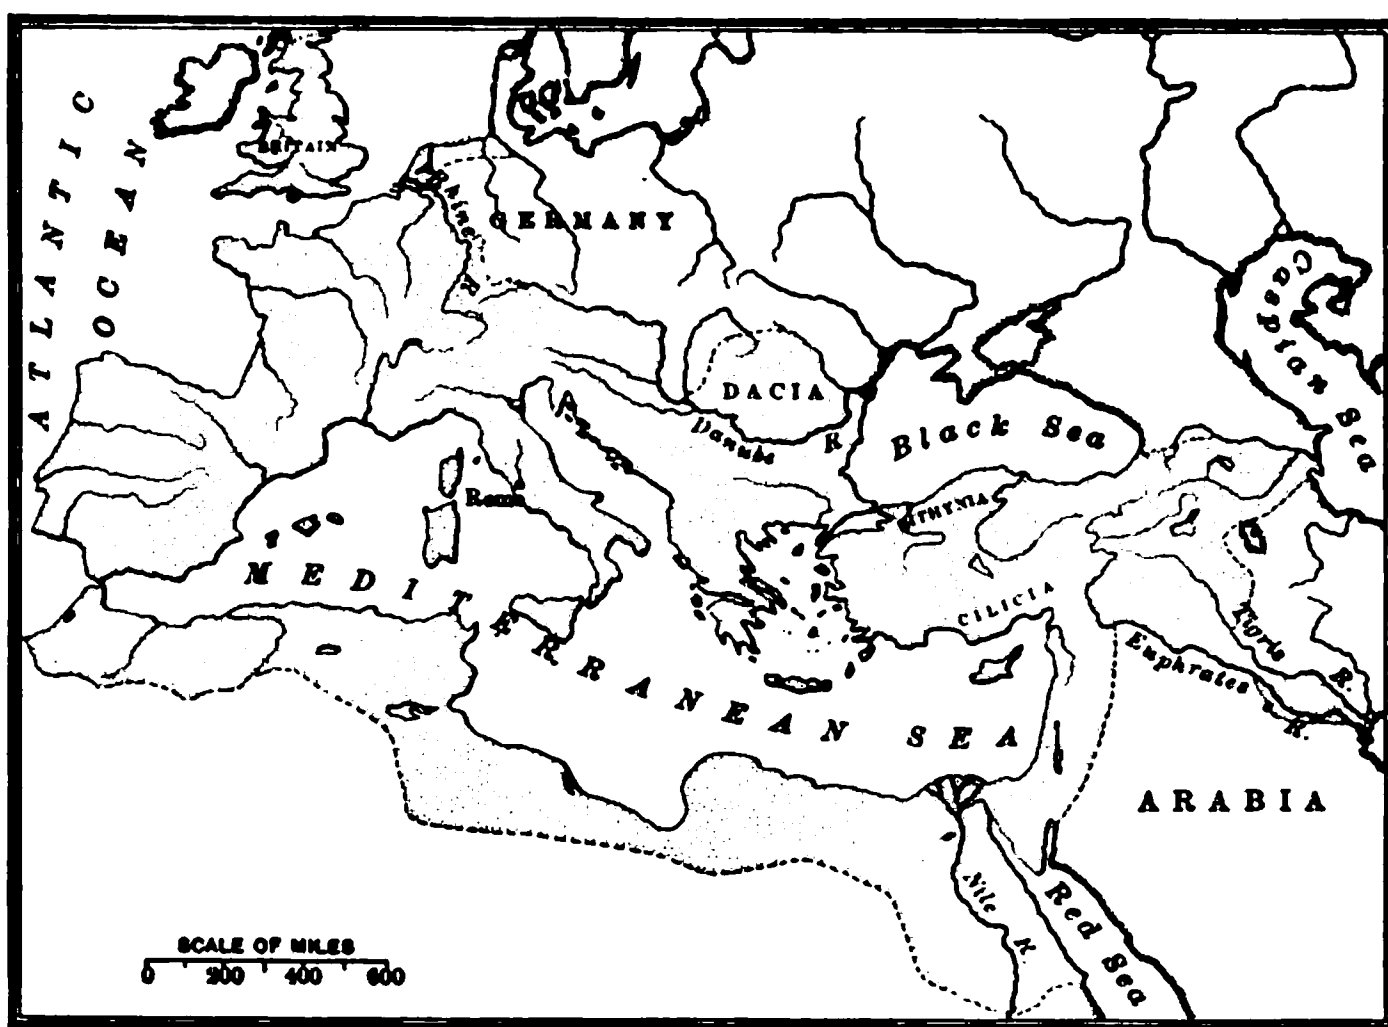 ATLANTIC
OCEAN
BRITAIN
Rhine
R
GERMANY
Caspian Sea
DACIA
Danube R
Black Sea
Rome
THYNIA
MEDITERRANEAN SEA
CILICIA
Tigris R.
Euphrates R.
ARABIA
Nile R.
Red Sea
SCALE OF MILES
0 200 400 600